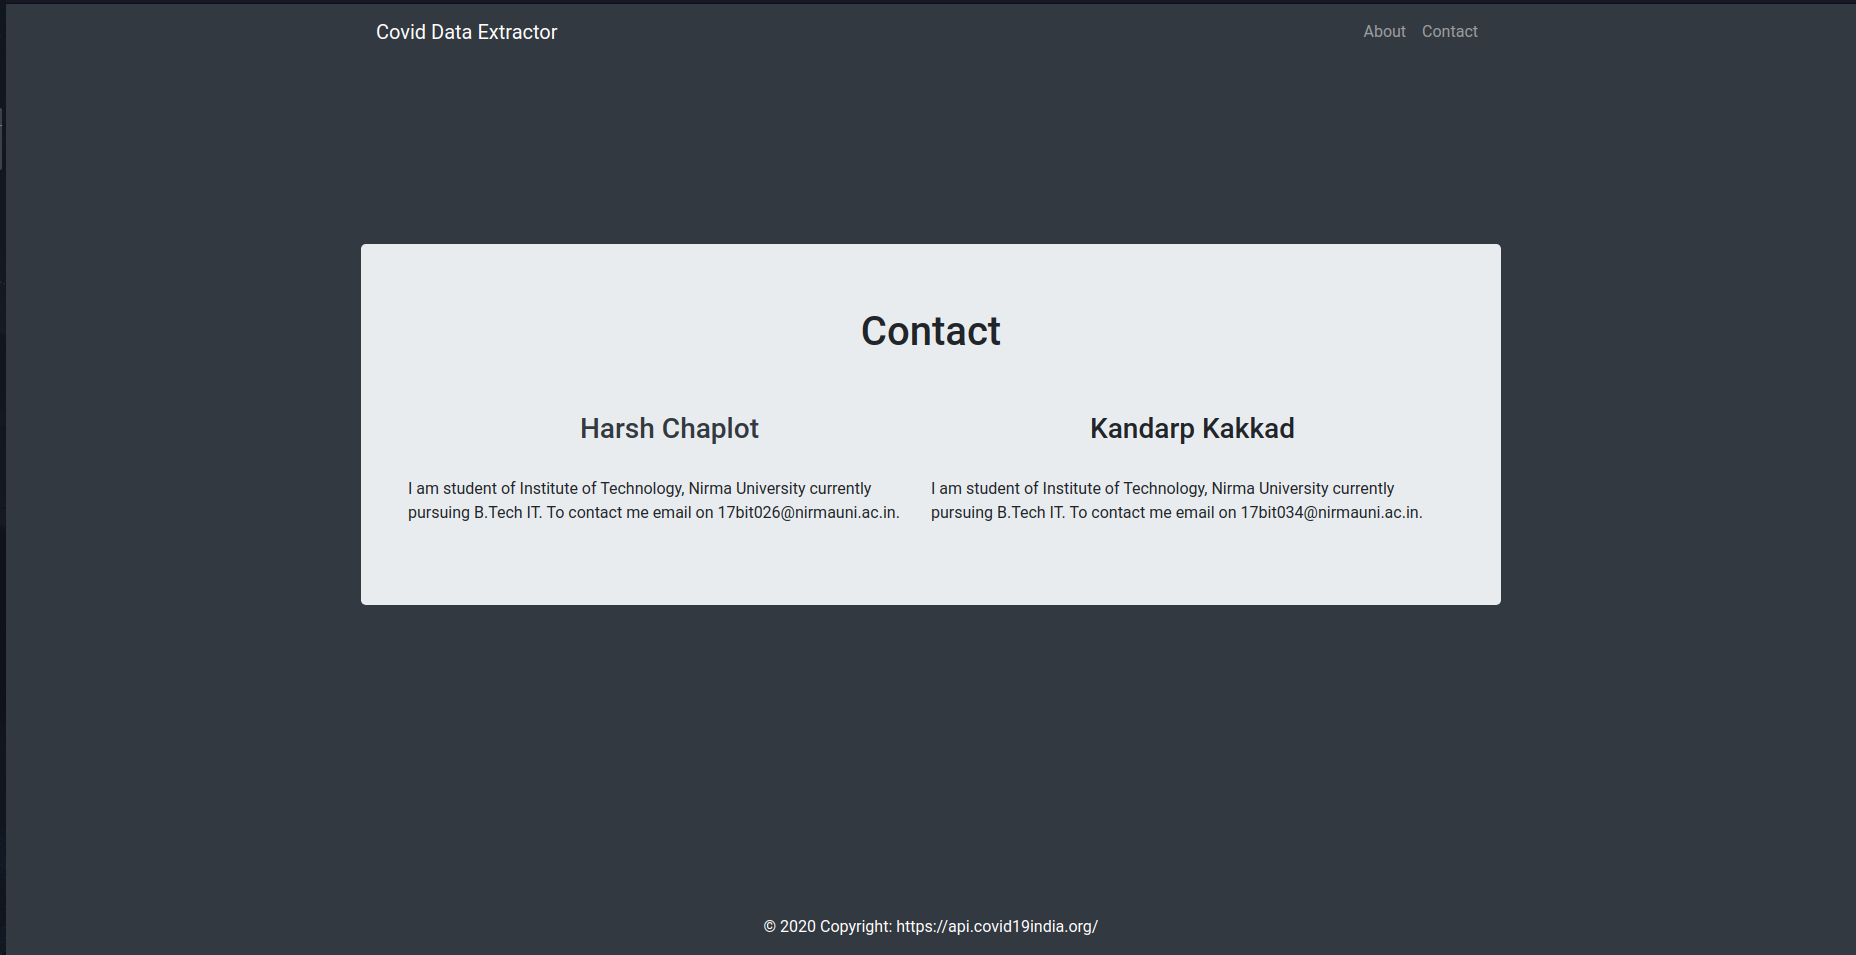 Covid Data Extractor
About Contact
Contact
Harsh Chaplot
I am student of Institute of Technology, Nirma University currently
pursuing B.Tech IT. To contact me email on 17bit026@nirmauni.ac.in.
Kandarp Kakkad
I am student of Institute of Technology, Nirma University currently
pursuing B.Tech IT. To contact me email on 17bit034@nirmauni.ac.in.
© 2020 Copyright: https://api.covid19india.org/